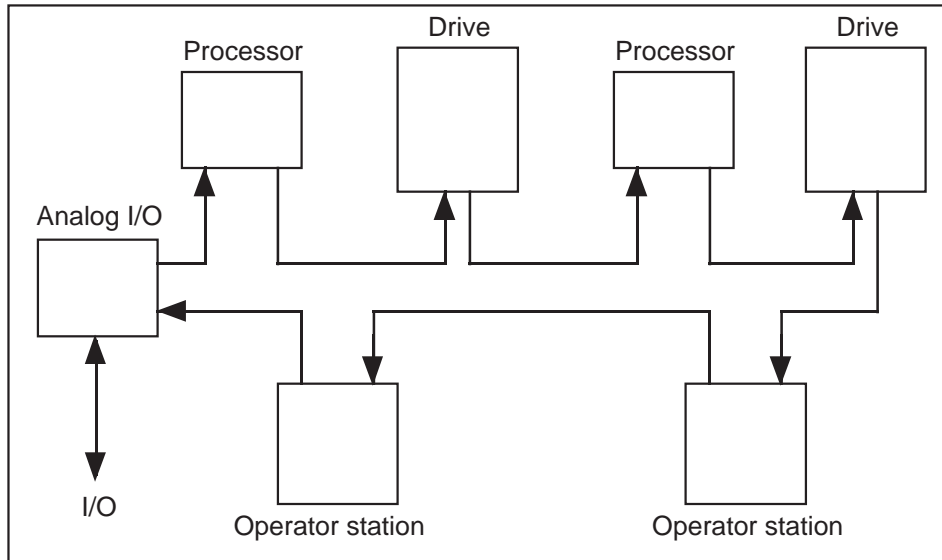 Processor
Drive
Processor
Drive
Analog I/O
I/O
Operator station
Operator station